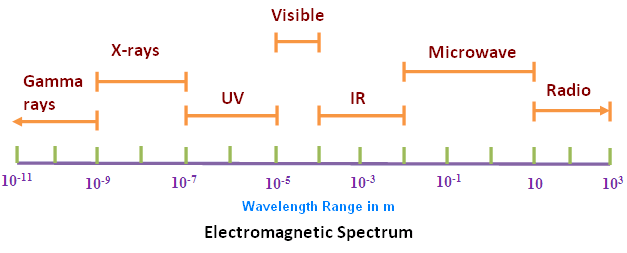 Visible
X-rays
Microwave
Gamma
rays
UV
IR
Radio
10⁻¹¹ 10⁻⁹ 10⁻⁷ 10⁻⁵ 10⁻³ 10⁻¹ 10 10³
Wavelength Range in m
Electromagnetic Spectrum